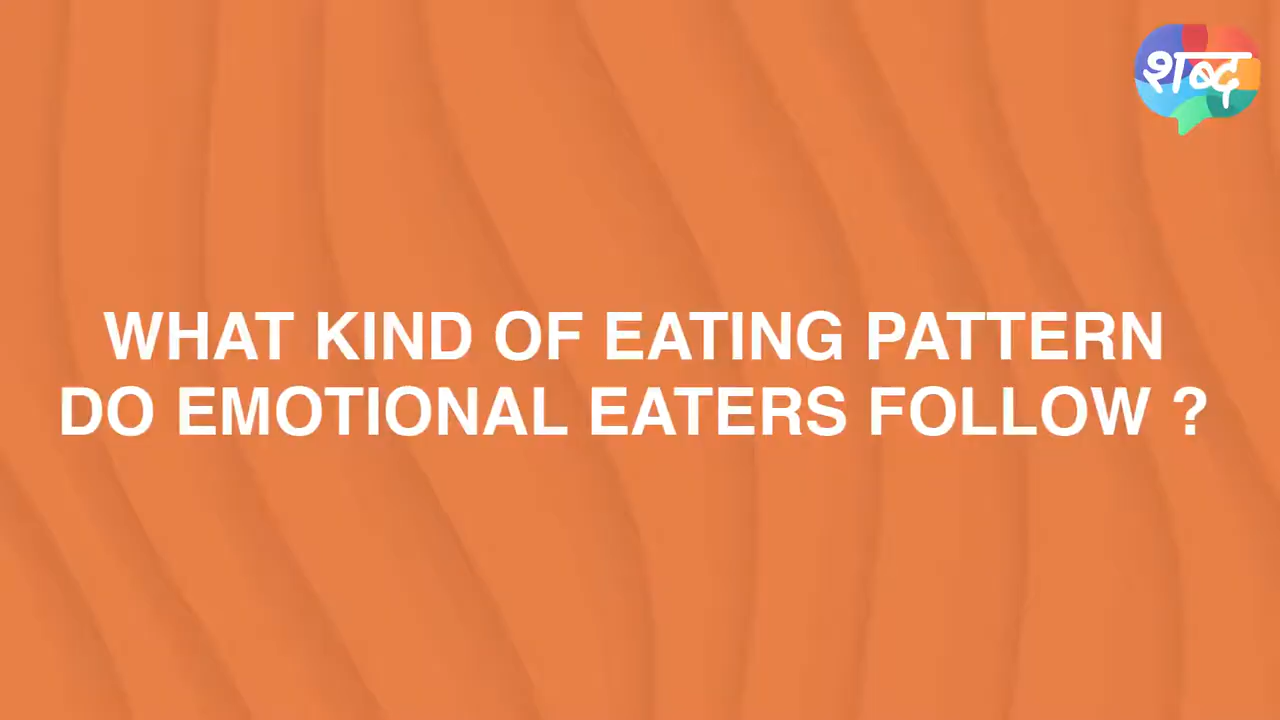 शब्द
WHAT KIND OF EATING PATTERN
DO EMOTIONAL EATERS FOLLOW ?